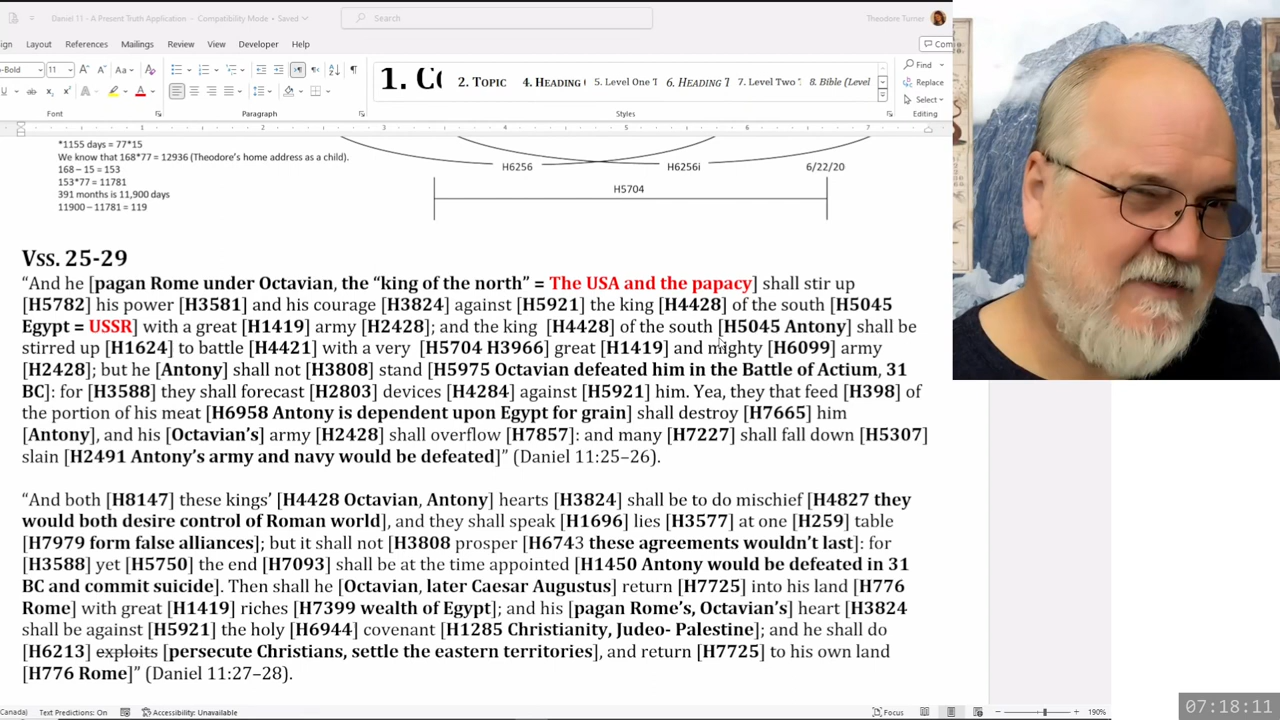 Daniel 11 - A Present Truth Application - Compatibility Mode • Saved
Search
Theodore Turner
ign Layout References Mailings Review View Developer Help
Com
-Bold 11 Aa
1. Co 2. Topic 4. Heading 5. Level One 'I 6. Heading 7. Level Two ' 8. Bible (Level
Find
Replace
Select
Font Paragraph Styles Editing
1 2 3 4 5 6 7
*1155 days = 77*15
We know that 168*77 = 12936 (Theodore's home address as a child).
168 – 15 = 153
153*77 = 11781
391 months is 11,900 days
11900 – 11781 = 119
H6256 H6256i 6/22/20
H5704
Vss. 25-29
“And he [pagan Rome under Octavian, the “king of the north” = The USA and the papacy] shall stir up
[H5782] his power [H3581] and his courage [H3824] against [H5921] the king [H4428] of the south [H5045
Egypt = USSR] with a great [H1419] army [H2428]; and the king [H4428] of the south [H5045 Antony] shall be
stirred up [H1624] to battle [H4421] with a very [H5704 H3966] great [H1419] and mighty [H6099] army
[H2428]; but he [Antony] shall not [H3808] stand [H5975 Octavian defeated him in the Battle of Actium, 31
BC]: for [H3588] they shall forecast [H2803] devices [H4284] against [H5921] him. Yea, they that feed [H398] of
the portion of his meat [H6958 Antony is dependent upon Egypt for grain] shall destroy [H7665] him
[Antony], and his [Octavian’s] army [H2428] shall overflow [H7857]: and many [H7227] shall fall down [H5307]
slain [H2491 Antony’s army and navy would be defeated]” (Daniel 11:25–26).
“And both [H8147] these kings’ [H4428 Octavian, Antony] hearts [H3824] shall be to do mischief [H4827 they
would both desire control of Roman world], and they shall speak [H1696] lies [H3577] at one [H259] table
[H7979 form false alliances]; but it shall not [H3808] prosper [H6743 these agreements wouldn’t last]: for
[H3588] yet [H5750] the end [H7093] shall be at the time appointed [H1450 Antony would be defeated in 31
BC and commit suicide]. Then shall he [Octavian, later Caesar Augustus] return [H7725] into his land [H776
Rome] with great [H1419] riches [H7399 wealth of Egypt]; and his [pagan Rome’s, Octavian’s] heart [H3824
shall be against [H5921] the holy [H6944] covenant [H1285 Christianity, Judeo- Palestine]; and he shall do
[H6213] exploits [persecute Christians, settle the eastern territories], and return [H7725] to his own land
[H776 Rome]” (Daniel 11:27–28).
Canada) Text Predictions: On Accessibility: Unavailable Focus 190%
07:18:11